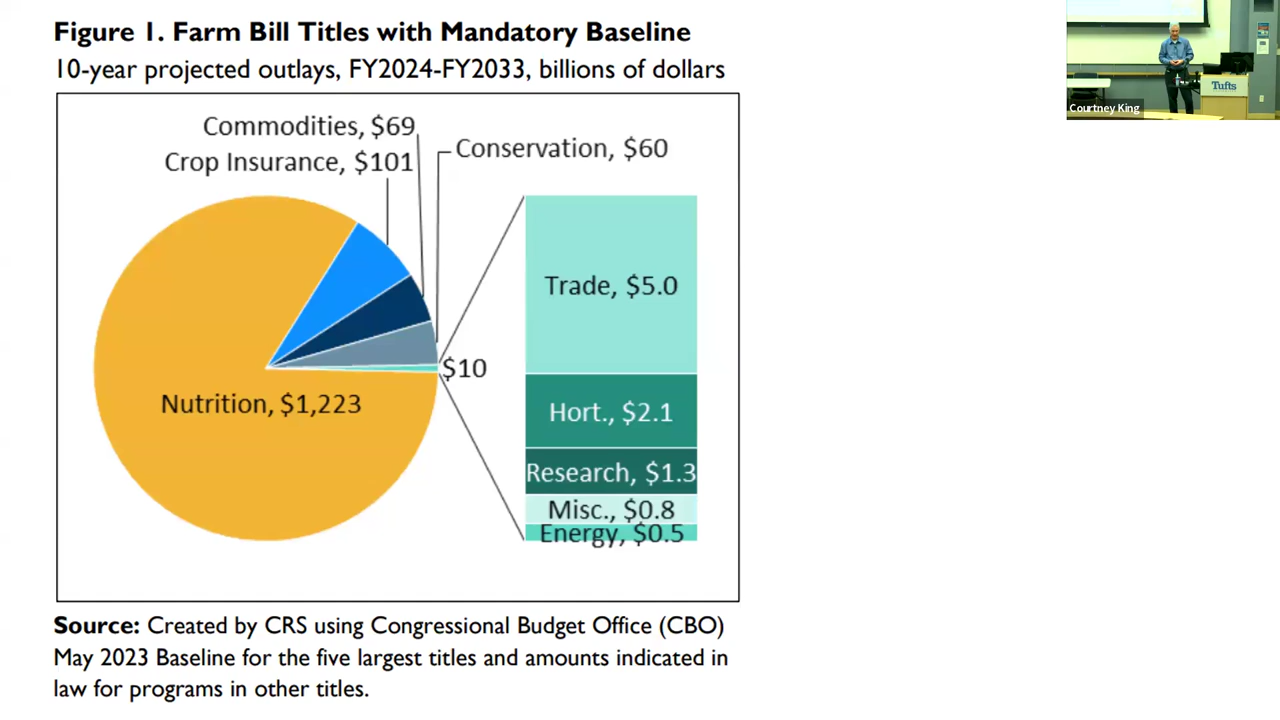 Figure 1. Farm Bill Titles with Mandatory Baseline
10-year projected outlays, FY2024-FY2033, billions of dollars
Commodities, $69
Crop Insurance, $101
Conservation, $60
Trade, $5.0
$10
Nutrition, $1,223
Hort., $2.1
Research, $1.3
Misc., $0.8
Energy, $0.5
Source: Created by CRS using Congressional Budget Office (CBO)
May 2023 Baseline for the five largest titles and amounts indicated in
law for programs in other titles.
Tufts
Courtney King